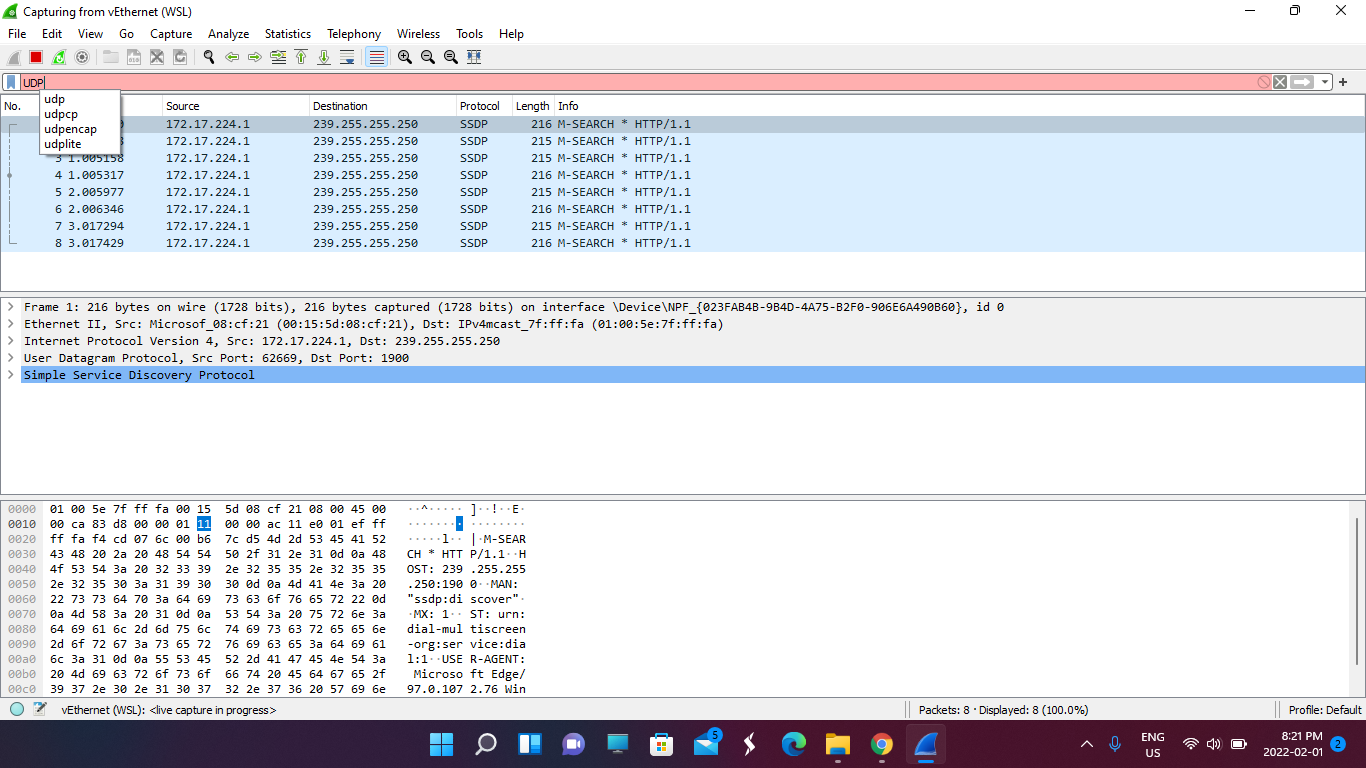 Capturing from vEthernet (WSL)
File Edit View Go Capture Analyze Statistics Telephony Wireless Tools Help
UDP
udp
udpcp
udpencap
udplite
No. Source Destination Protocol Length Info
172.17.224.1 239.255.255.250 SSDP 216 M-SEARCH * HTTP/1.1
172.17.224.1 239.255.255.250 SSDP 215 M-SEARCH * HTTP/1.1
3 1.005158 172.17.224.1 239.255.255.250 SSDP 215 M-SEARCH * HTTP/1.1
4 1.005317 172.17.224.1 239.255.255.250 SSDP 216 M-SEARCH * HTTP/1.1
5 2.005977 172.17.224.1 239.255.255.250 SSDP 215 M-SEARCH * HTTP/1.1
6 2.006346 172.17.224.1 239.255.255.250 SSDP 216 M-SEARCH * HTTP/1.1
7 3.017294 172.17.224.1 239.255.255.250 SSDP 215 M-SEARCH * HTTP/1.1
8 3.017429 172.17.224.1 239.255.255.250 SSDP 216 M-SEARCH * HTTP/1.1
Frame 1: 216 bytes on wire (1728 bits), 216 bytes captured (1728 bits) on interface \Device\NPF_{023FAB4B-9B4D-4A75-B2F0-906E6A490B60}, id 0
Ethernet II, Src: Microsof_08:cf:21 (00:15:5d:08:cf:21), Dst: IPv4mcast_7f:ff:fa (01:00:5e:7f:ff:fa)
Internet Protocol Version 4, Src: 172.17.224.1, Dst: 239.255.255.250
User Datagram Protocol, Src Port: 62669, Dst Port: 1900
Simple Service Discovery Protocol
0000 01 00 5e 7f ff fa 00 15 5d 08 cf 21 08 00 45 00 ··^····· ]··!··E·
0010 00 ca 83 d8 00 00 01 11 00 00 ac 11 e0 01 ef ff ········ ········
0020 ff fa f4 cd 07 6c 00 b6 7c d5 4d 2d 53 45 41 52 ·····l·· |·M-SEAR
0030 43 48 20 2a 20 48 54 54 50 2f 31 2e 31 0d 0a 48 CH * HTT P/1.1··H
0040 4f 53 54 3a 20 32 33 39 2e 32 35 35 2e 32 35 35 OST: 239 .255.255
0050 2e 32 35 30 3a 31 39 30 30 0d 0a 4d 41 4e 3a 20 .250:190 0··MAN:
0060 22 73 73 64 70 3a 64 69 73 63 6f 76 65 72 22 0d "ssdp:di scover"·
0070 0a 4d 58 3a 20 31 0d 0a 53 54 3a 20 75 72 6e 3a ·MX: 1·· ST: urn:
0080 64 69 61 6c 2d 6d 75 6c 74 69 73 63 72 65 65 6e dial-mul tiscreen
0090 2d 6f 72 67 3a 73 65 72 76 69 63 65 3a 64 69 61 -org:ser vice:dia
00a0 6c 3a 31 0d 0a 55 53 45 52 2d 41 47 45 4e 54 3a l:1··USE R-AGENT:
00b0 20 4d 69 63 72 6f 73 6f 66 74 20 45 64 67 65 2f Microso ft Edge/
00c0 39 37 2e 30 2e 31 30 37 32 2e 37 36 20 57 69 6e 97.0.107 2.76 Win
vEthernet (WSL): <live capture in progress> Packets: 8 · Displayed: 8 (100.0%) Profile: Default
5
ENG
US
8:21 PM
2022-02-01
2